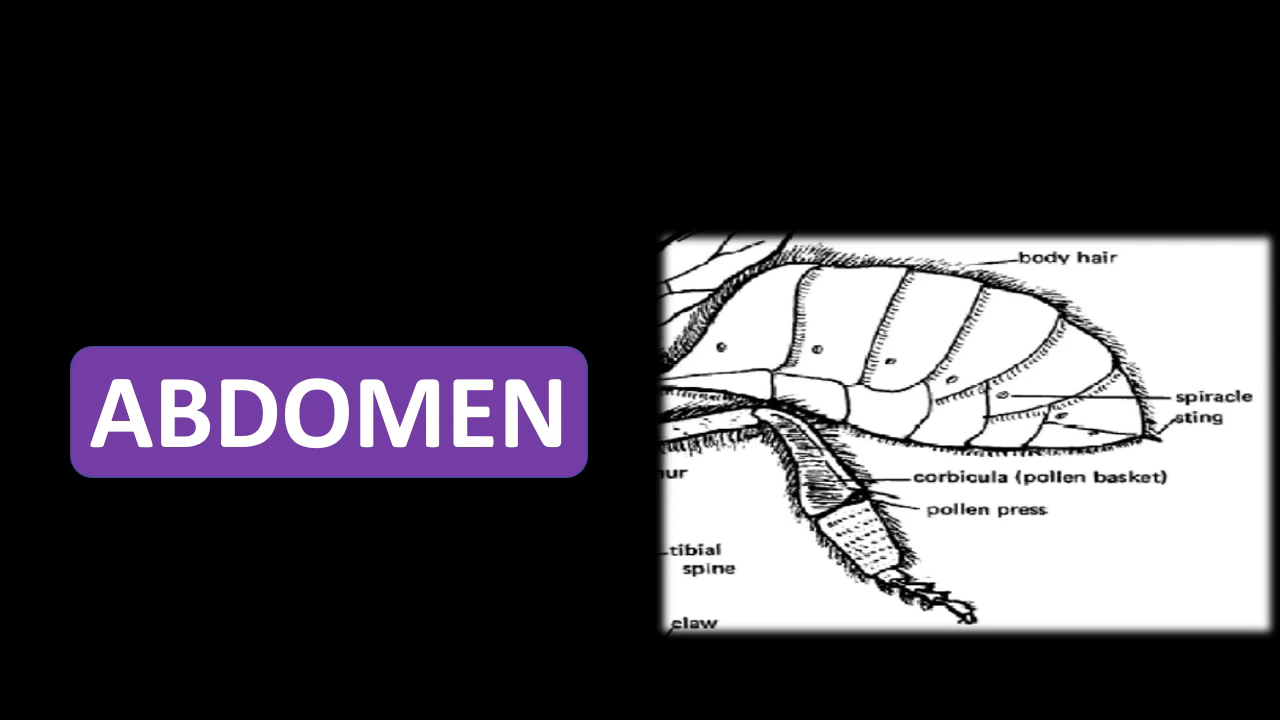 ABDOMEN
body hair
spiracle
sting
corbicula (pollen basket)
pollen press
tibial
spine
claw